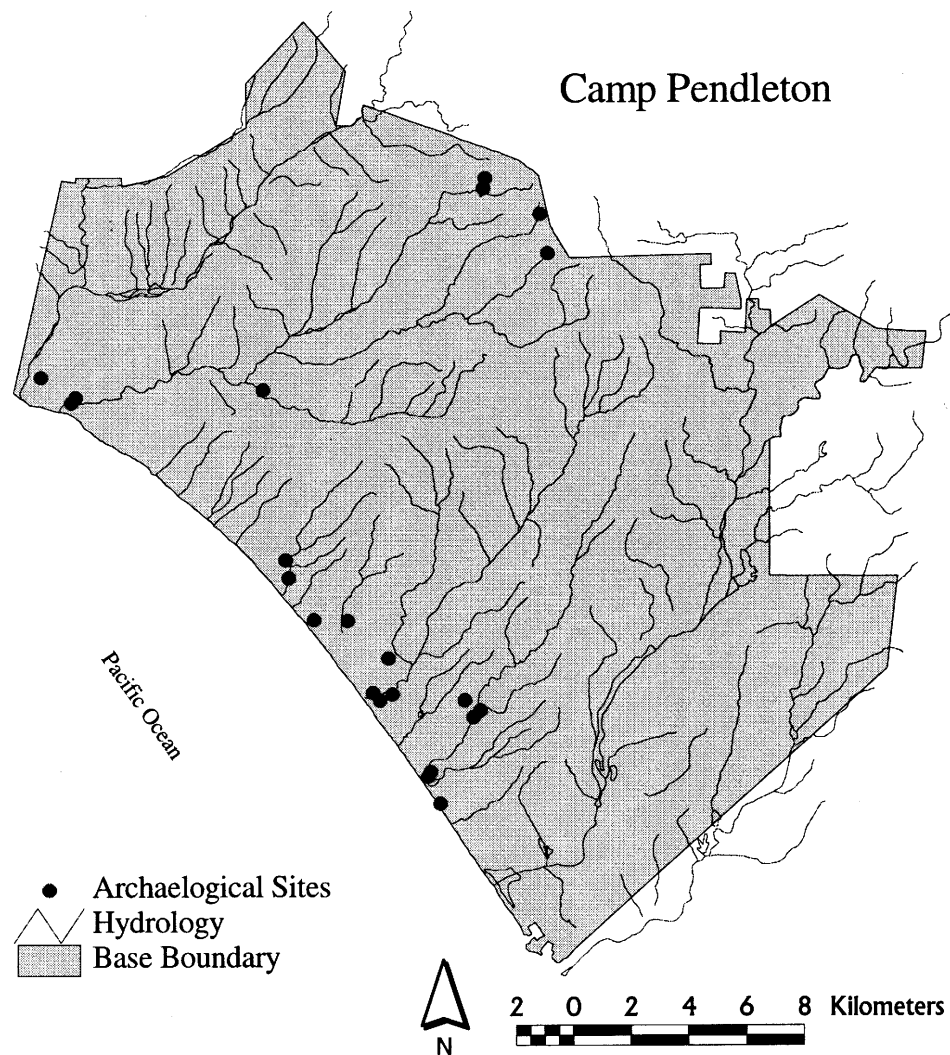 Camp Pendleton
Pacific Ocean
Archaelogical Sites
Hydrology
Base Boundary
N
2 0 2 4 6 8 Kilometers